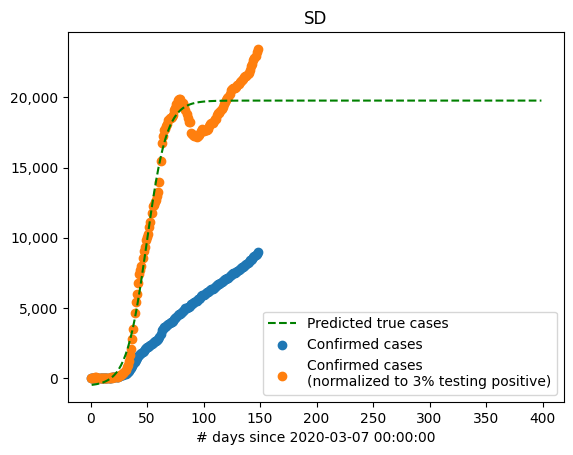 SD
20,000
15,000
10,000
5,000
0
Predicted true cases
Confirmed cases
Confirmed cases
(normalized to 3% testing positive)
0 50 100 150 200 250 300 350 400
# days since 2020-03-07 00:00:00